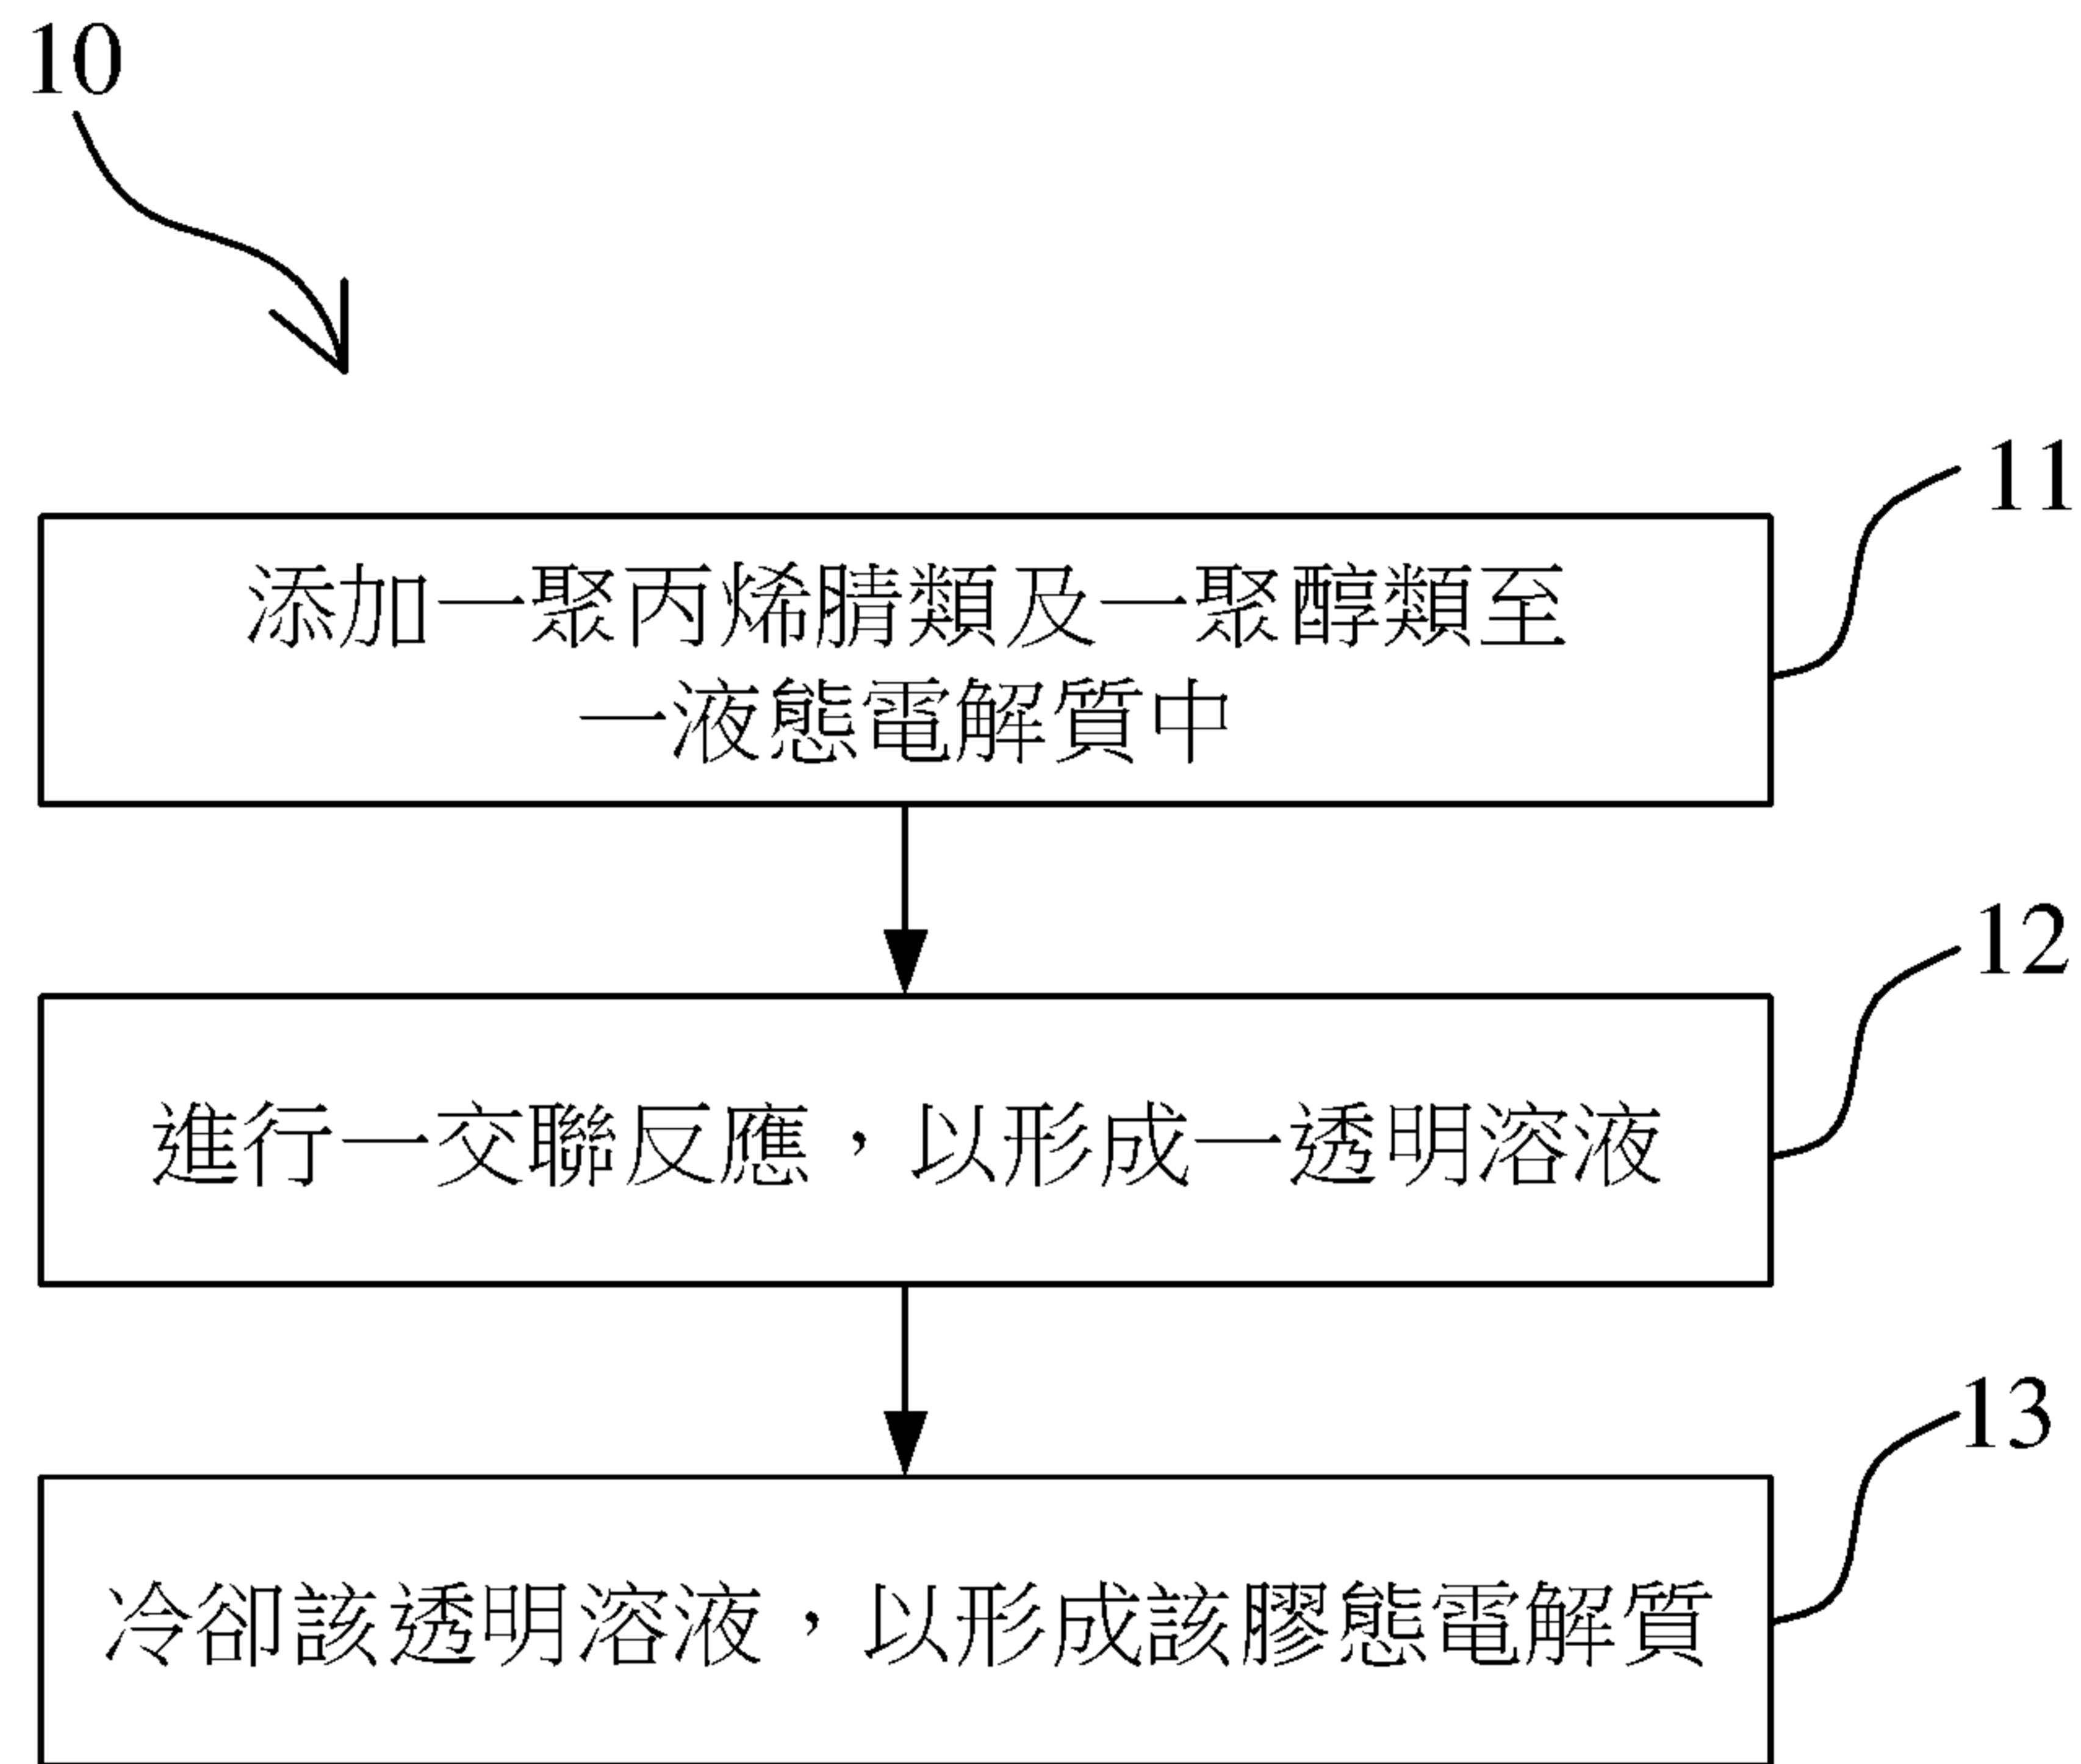 10
11
添加一聚丙烯腈類及一聚醇類至
一液態電解質中
12
進行一交聯反應，以形成一透明溶液
13
冷卻該透明溶液，以形成該膠態電解質